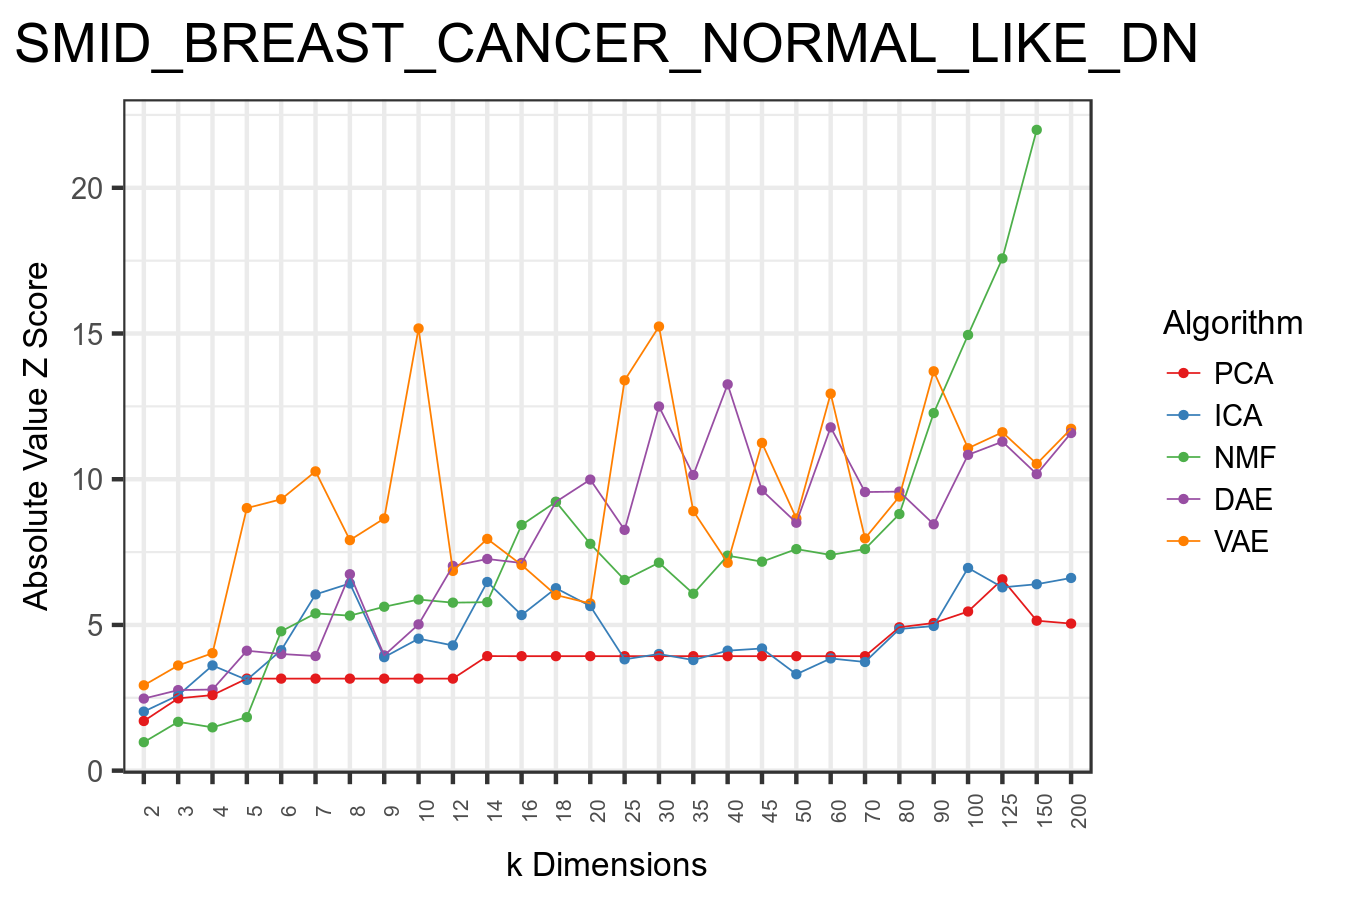 SMID_BREAST_CANCER_NORMAL_LIKE_DN
Absolute Value Z Score
20
15
10
5
0
2 3 4 5 6 7 8 9 10 12 14 16 18 20 25 30 35 40 45 50 60 70 80 90 100 125 150 200
k Dimensions
Algorithm
PCA
ICA
NMF
DAE
VAE